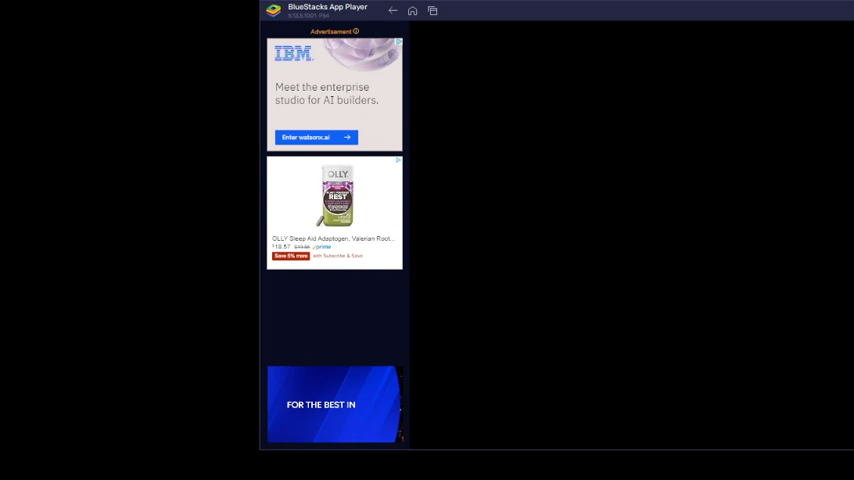 BlueStacks App Player
Advertisement
IBM.
Meet the enterprise
studio for AI builders.
Enter watsonx.ai →
OLLY
REST
OLLY Sleep Aid Adaptogen, Valerian Root...
prime
Save 5% more with Subscribe & Save
FOR THE BEST IN